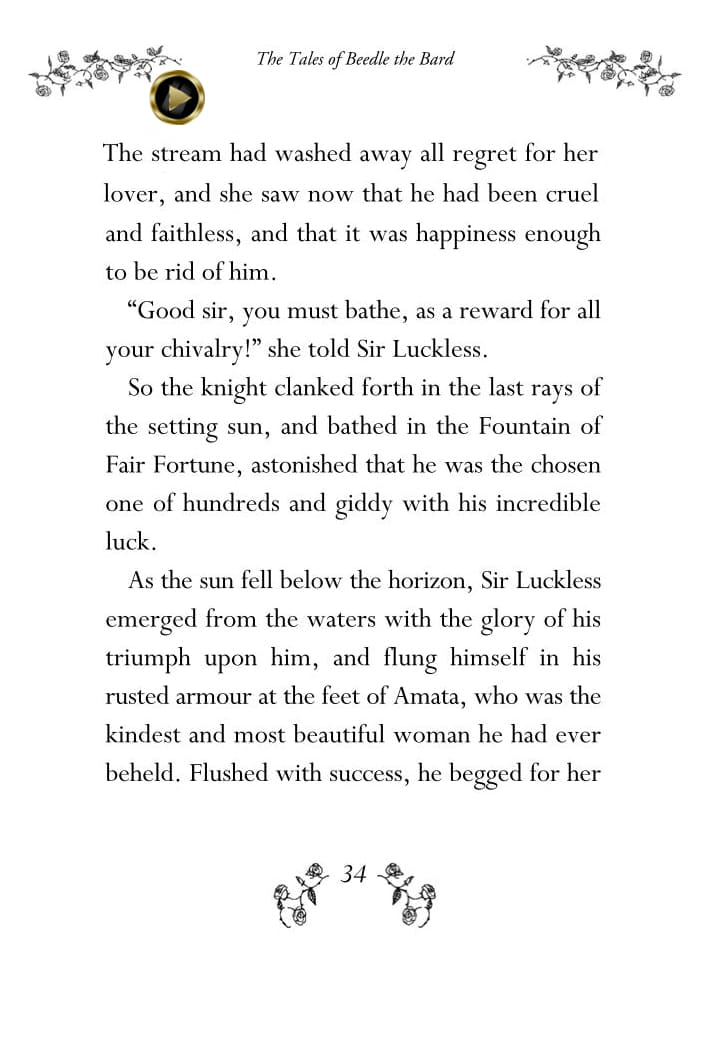 The Tales of Beedle the Bard
The stream had washed away all regret for her
lover, and she saw now that he had been cruel
and faithless, and that it was happiness enough
to be rid of him.
“Good sir, you must bathe, as a reward for all
your chivalry!” she told Sir Luckless.
So the knight clanked forth in the last rays of
the setting sun, and bathed in the Fountain of
Fair Fortune, astonished that he was the chosen
one of hundreds and giddy with his incredible
luck.
As the sun fell below the horizon, Sir Luckless
emerged from the waters with the glory of his
triumph upon him, and flung himself in his
rusted armour at the feet of Amata, who was the
kindest and most beautiful woman he had ever
beheld. Flushed with success, he begged for her
34